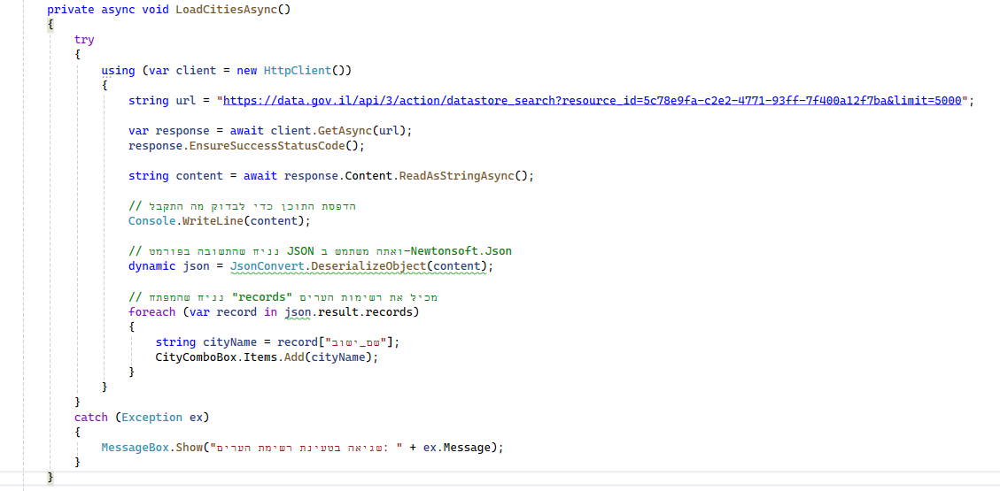 private async void LoadCitiesAsync()
{
try
{
using (var client = new HttpClient())
{
string url = "https://data.gov.il/api/3/action/datastore_search?resource_id=5c78e9fa-c2e2-4771-93ff-7f400a12f7ba&limit=5000";
var response = await client.GetAsync(url);
response.EnsureSuccessStatusCode();
string content = await response.Content.ReadAsStringAsync();
// הדפסת התוכן כדי לבדוק מה התקבל
Console.WriteLine(content);
// נניח שהתשובה בפורמט JSON ואתה משתמש ב-Newtonsoft.Json
dynamic json = JsonConvert.DeserializeObject(content);
// נניח שהמפתח "records" מכיל את רשימות הערים
foreach (var record in json.result.records)
{
string cityName = record["שם_ישוב"];
CityComboBox.Items.Add(cityName);
}
}
}
catch (Exception ex)
{
MessageBox.Show("שגיאה בטעינת רשימת הערים: " + ex.Message);
}
}